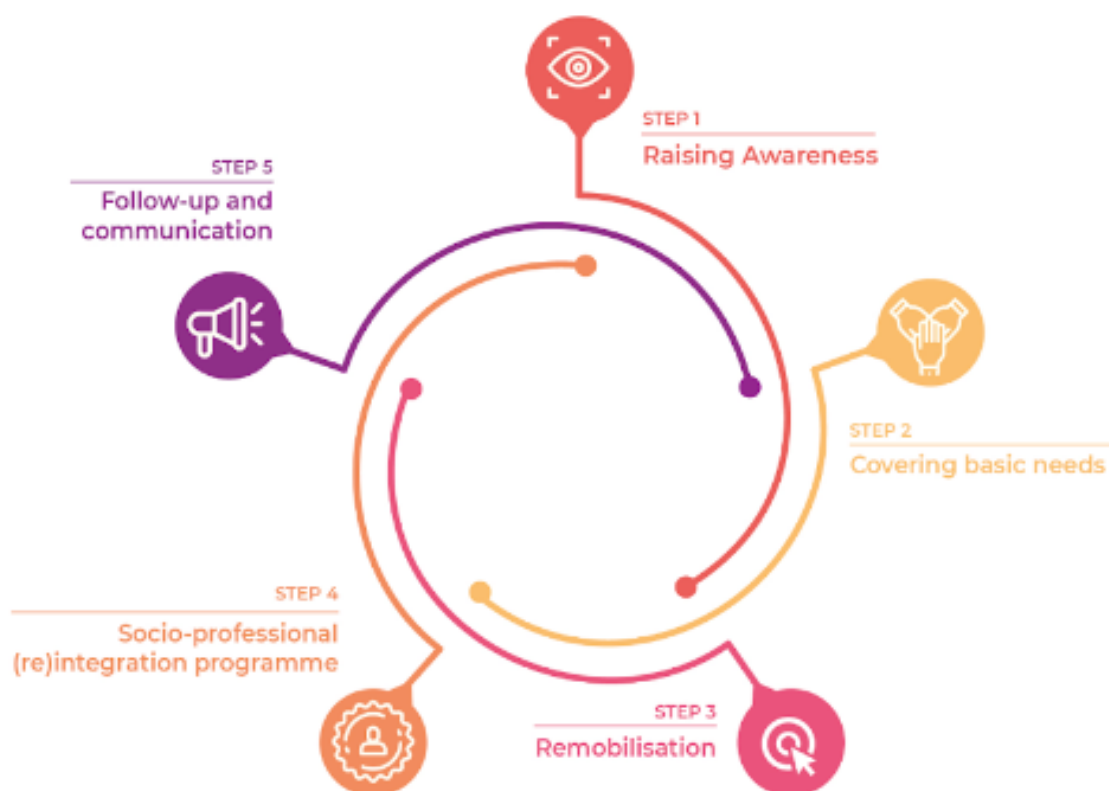 STEP 1
Raising Awareness
STEP 2
Covering basic needs
STEP 3
Remobilisation
STEP 4
Socio-professional
(re)integration programme
STEP 5
Follow-up and
communication